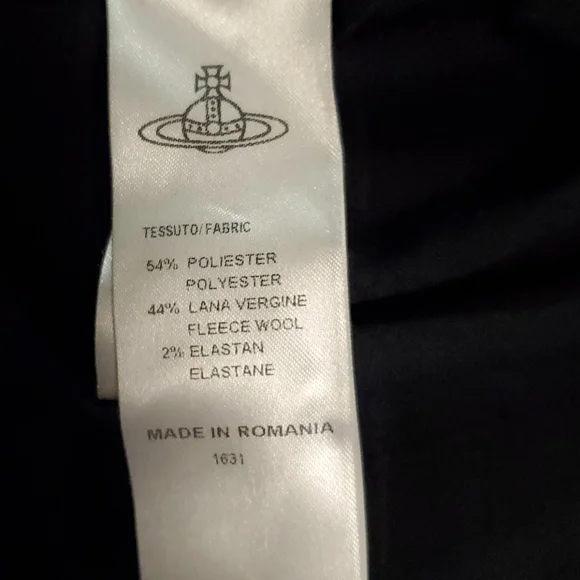 TESSUTO/FABRIC
54% POLIESTER
POLYESTER
44% LANA VERGINE
FLEECE WOOL
2% ELASTAN
ELASTANE
MADE IN ROMANIA
1631